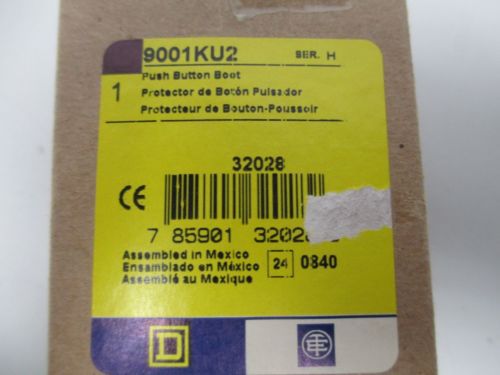 9001KU2 SER. H
1 Push Button Boot
Protector de Botón Pulsador
Protecteur de Bouton-Poussoir
32028
CE
7 85901
Assembled in Mexico
Ensamblado en México
Assemblé au Mexique
24 0840
D